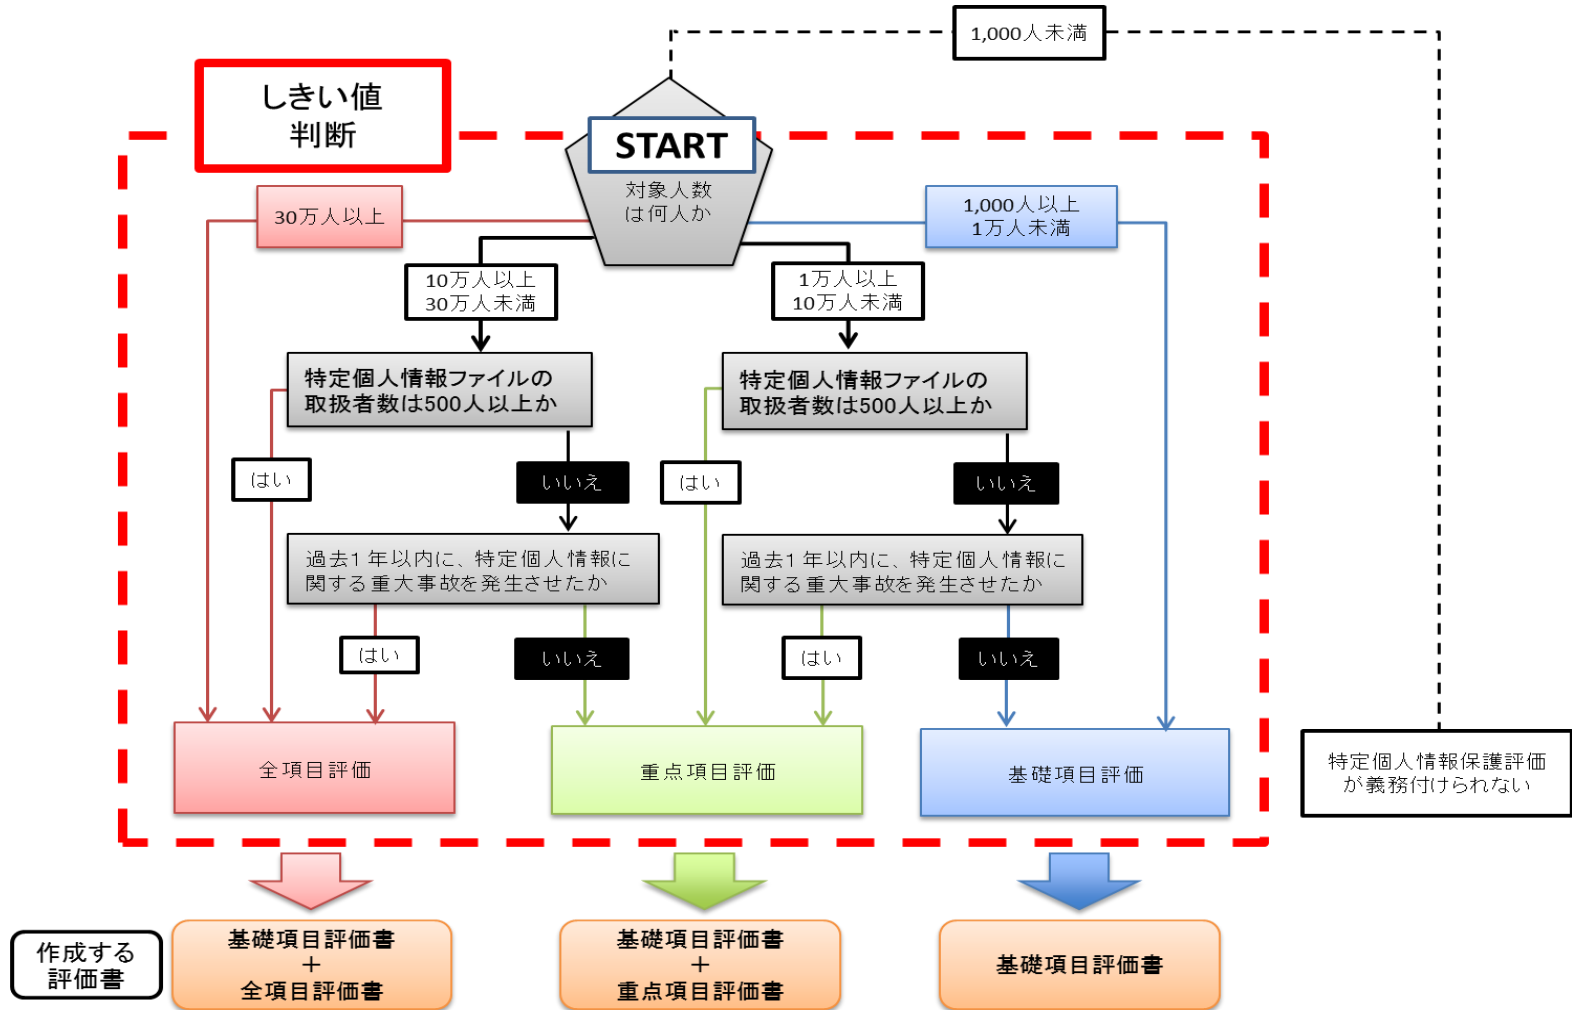 1,000人未満
しきい値
判断
START
対象人数
は何人か
30万人以上
1,000人以上
1万人未満
10万人以上
30万人未満
1万人以上
10万人未満
特定個人情報ファイルの
取扱者数は500人以上か
特定個人情報ファイルの
取扱者数は500人以上か
はい
いいえ
はい
いいえ
過去1年以内に、特定個人情報に
関する重大事故を発生させたか
過去1年以内に、特定個人情報に
関する重大事故を発生させたか
はい
いいえ
はい
いいえ
全項目評価
重点項目評価
基礎項目評価
特定個人情報保護評価
が義務付けられない
作成する
評価書
基礎項目評価書
+
全項目評価書
基礎項目評価書
+
重点項目評価書
基礎項目評価書